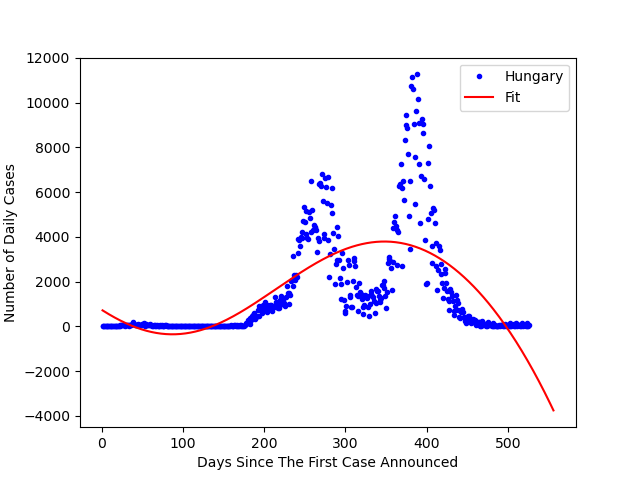 12000
10000
8000
6000
4000
2000
0
−2000
−4000
Number of Daily Cases
Hungary
Fit
0 100 200 300 400 500
Days Since The First Case Announced